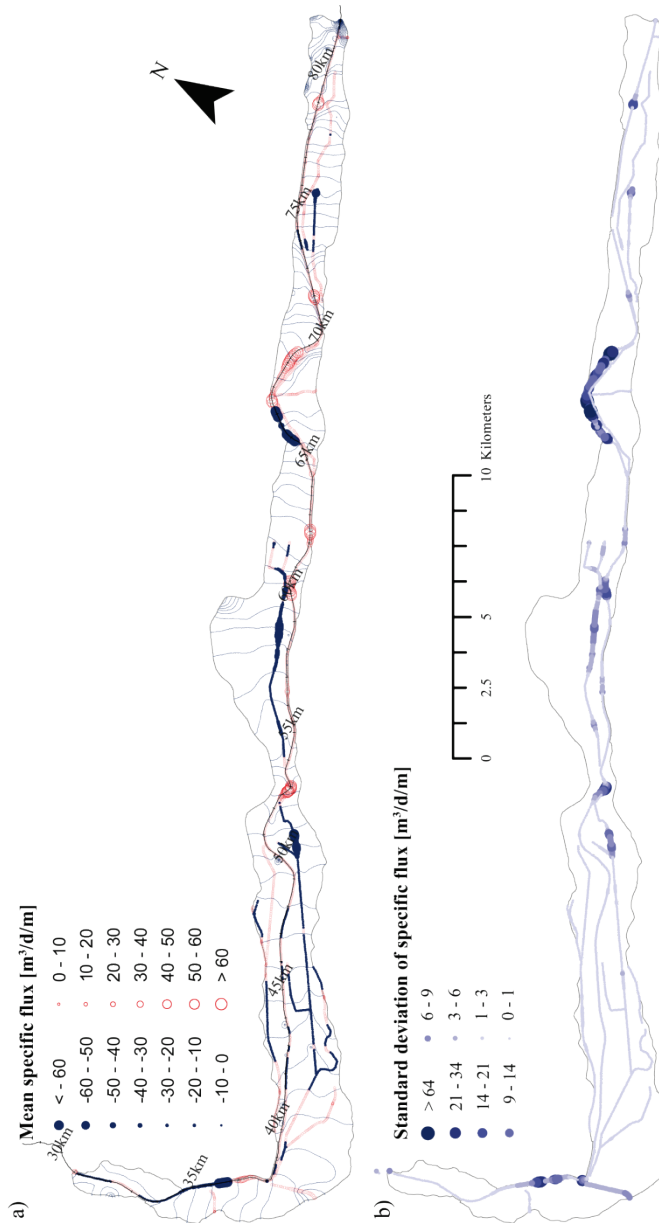 a)
Mean specific flux [m³/d/m]
< - 60
-60 - -50
-50 - -40
-40 - -30
-30 - -20
-20 - -10
-10 - 0
0 - 10
10 - 20
20 - 30
30 - 40
40 - 50
50 - 60
> 60
N
30km
35km
40km
45km
50km
55km
60km
65km
70km
75km
80km
b)
Standard deviation of specific flux [m³/d/m]
> 64
21 - 34
14 - 21
9 - 14
6 - 9
3 - 6
1 - 3
0 - 1
0
2.5
5
10 Kilometers